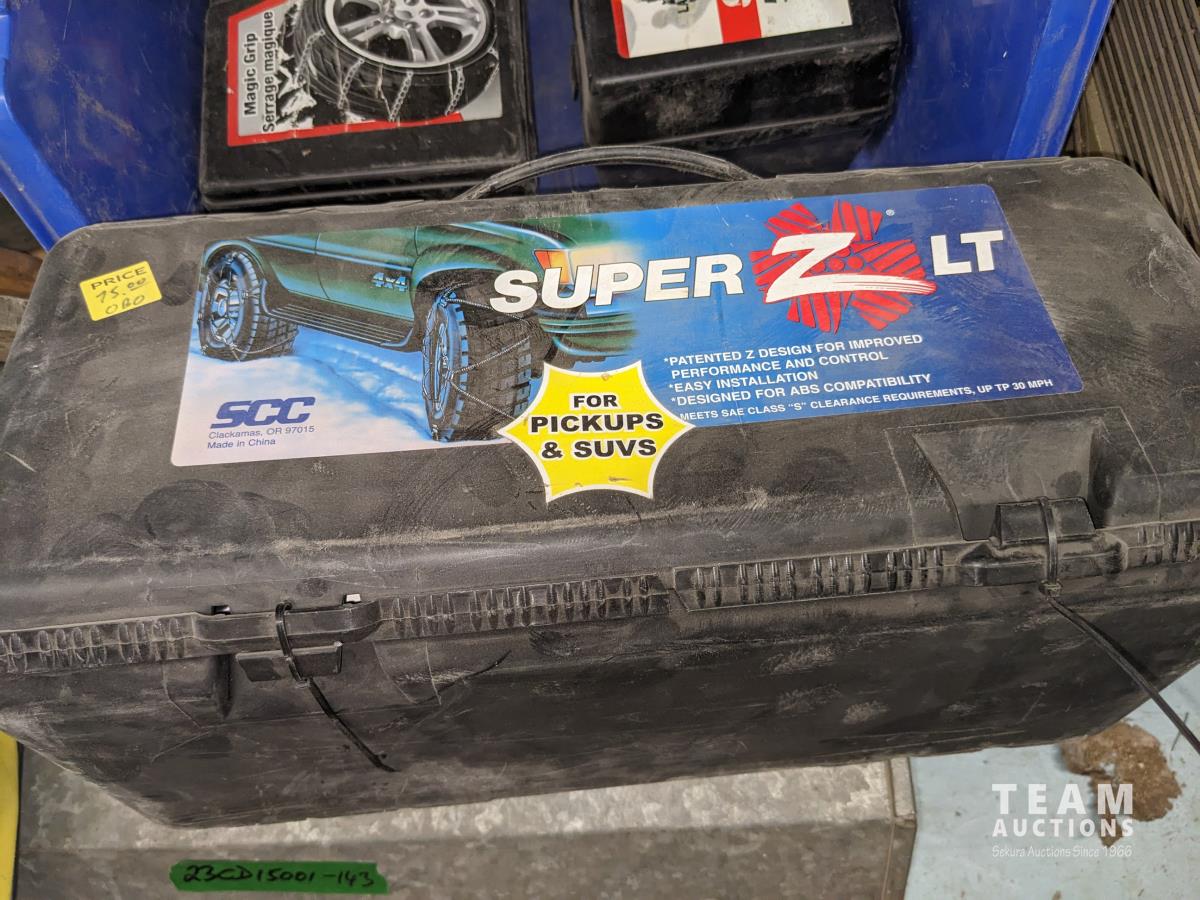 Magic Grip
Serrage magique
PRICE
75.00
OBO
4x4
SUPER Z LT
®
*PATENTED Z DESIGN FOR IMPROVED
PERFORMANCE AND CONTROL
*EASY INSTALLATION
*DESIGNED FOR ABS COMPATIBILITY
*MEETS SAE CLASS "S" CLEARANCE REQUIREMENTS, UP TP 30 MPH
SCC
Clackamas, OR 97015
Made in China
FOR
PICKUPS
& SUVS
23CD15001-143
TEAM
AUCTIONS
Sekura Auctions Since 1966